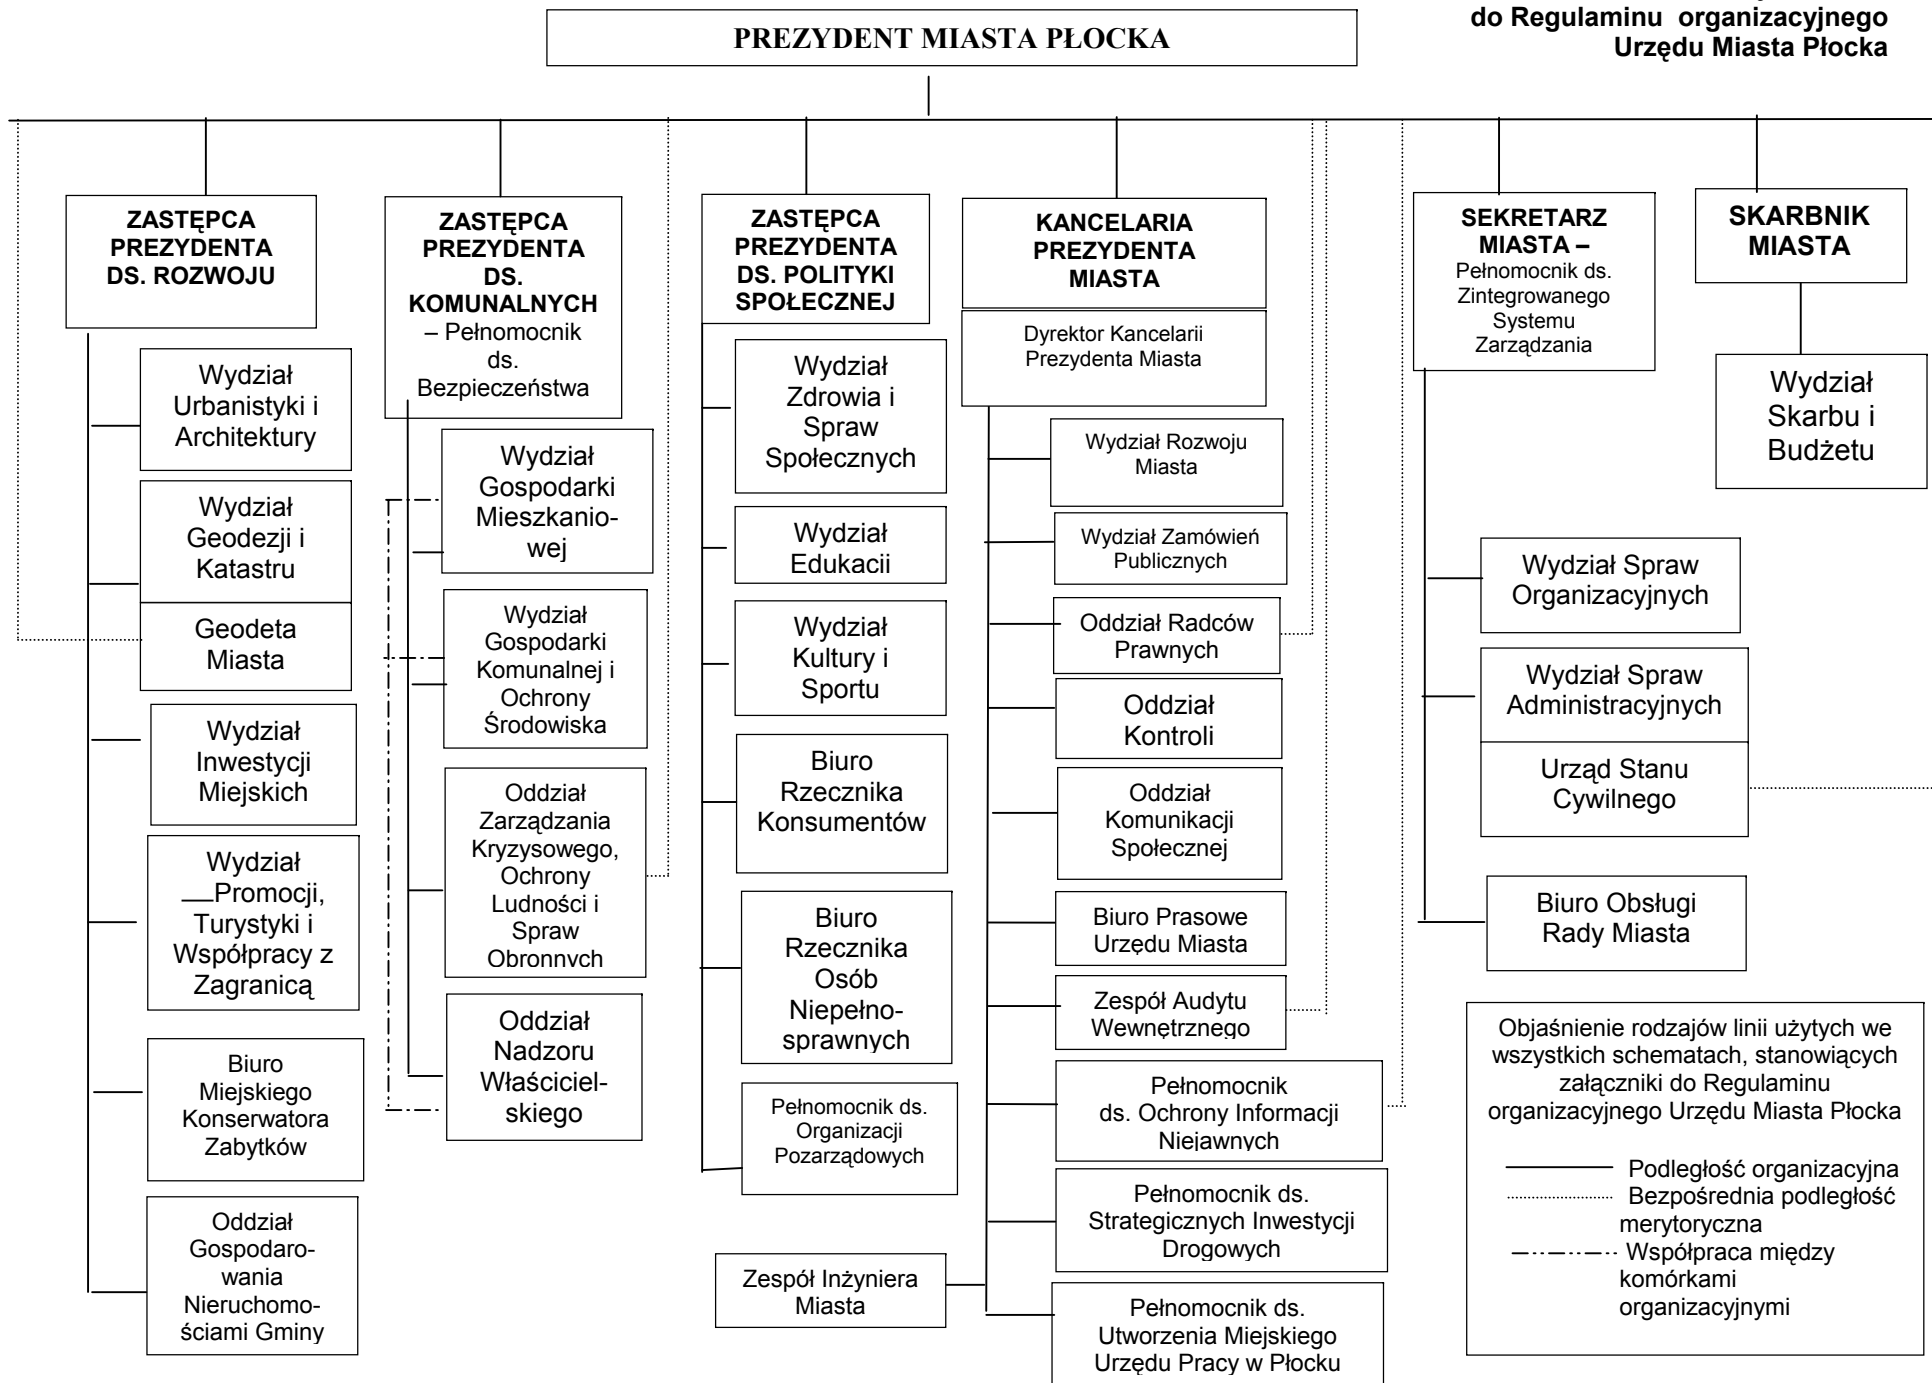 do Regulaminu organizacyjnego
Urzędu Miasta Płocka
PREZYDENT MIASTA PŁOCKA
ZASTĘPCA
PREZYDENTA
DS. ROZWOJU
Wydział
Urbanistyki i
Architektury
Wydział
Geodezji i
Katastru
Geodeta
Miasta
Wydział
Inwestycji
Miejskich
Wydział
Promocji,
Turystyki i
Współpracy z
Zagranicą
Biuro
Miejskiego
Konserwatora
Zabytków
Oddział
Gospodaro-
wania
Nieruchomo-
ściami Gminy
ZASTĘPCA
PREZYDENTA
DS.
KOMUNALNYCH
– Pełnomocnik
ds.
Bezpieczeństwa
Wydział
Gospodarki
Mieszkanio-
wej
Wydział
Gospodarki
Komunalnej i
Ochrony
Środowiska
Oddział
Zarządzania
Kryzysowego,
Ochrony
Ludności i
Spraw
Obronnych
Oddział
Nadzoru
Właściciel-
skiego
ZASTĘPCA
PREZYDENTA
DS. POLITYKI
SPOŁECZNEJ
Wydział
Zdrowia i
Spraw
Społecznych
Wydział
Edukacji
Wydział
Kultury i
Sportu
Biuro
Rzecznika
Konsumentów
Biuro
Rzecznika
Osób
Niepełno-
sprawnych
Pełnomocnik ds.
Organizacji
Pozarządowych
KANCELARIA
PREZYDENTA
MIASTA
Dyrektor Kancelarii
Prezydenta Miasta
Wydział Rozwoju
Miasta
Wydział Zamówień
Publicznych
Oddział Radców
Prawnych
Oddział
Kontroli
Oddział
Komunikacji
Społecznej
Biuro Prasowe
Urzędu Miasta
Zespół Audytu
Wewnętrznego
Pełnomocnik
ds. Ochrony Informacji
Niejawnych
Pełnomocnik ds.
Strategicznych Inwestycji
Drogowych
Zespół Inżyniera
Miasta
Pełnomocnik ds.
Utworzenia Miejskiego
Urzędu Pracy w Płocku
SEKRETARZ
MIASTA –
Pełnomocnik ds.
Zintegrowanego
Systemu
Zarządzania
Wydział Spraw
Organizacyjnych
Wydział Spraw
Administracyjnych
Urząd Stanu
Cywilnego
Biuro Obsługi
Rady Miasta
SKARBNIK
MIASTA
Wydział
Skarbu i
Budżetu
Objaśnienie rodzajów linii użytych we
wszystkich schematach, stanowiących
załączniki do Regulaminu
organizacyjnego Urzędu Miasta Płocka
Podległość organizacyjna
Bezpośrednia podległość
merytoryczna
Współpraca między
komórkami
organizacyjnymi